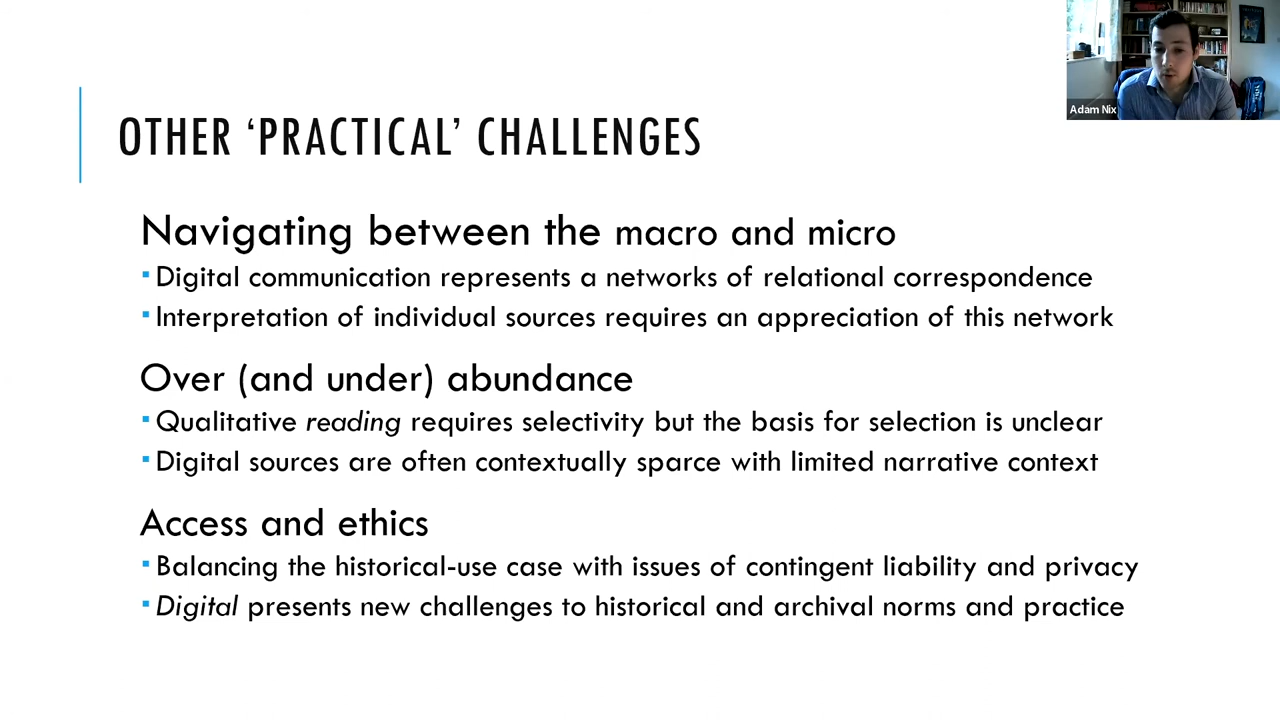 Adam Nix
OTHER ‘PRACTICAL’ CHALLENGES
Navigating between the macro and micro
Digital communication represents a networks of relational correspondence
Interpretation of individual sources requires an appreciation of this network
Over (and under) abundance
Qualitative reading requires selectivity but the basis for selection is unclear
Digital sources are often contextually sparce with limited narrative context
Access and ethics
Balancing the historical-use case with issues of contingent liability and privacy
Digital presents new challenges to historical and archival norms and practice